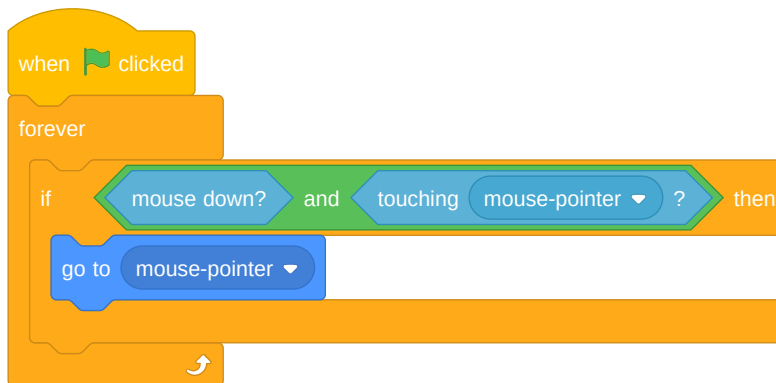 when clicked
forever
if mouse down? and touching mouse-pointer ? then
go to mouse-pointer